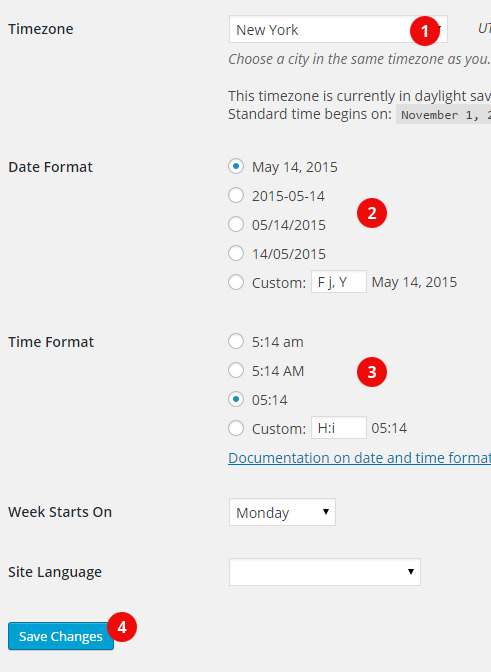 Timezone
New York
1
UT
Choose a city in the same timezone as you.
This timezone is currently in daylight sav
Standard time begins on: November 1, 2
Date Format
May 14, 2015
2015-05-14
2
05/14/2015
14/05/2015
Custom: F j, Y May 14, 2015
Time Format
5:14 am
5:14 AM
3
05:14
Custom: H:i 05:14
Documentation on date and time format
Week Starts On
Monday
Site Language
Save Changes
4